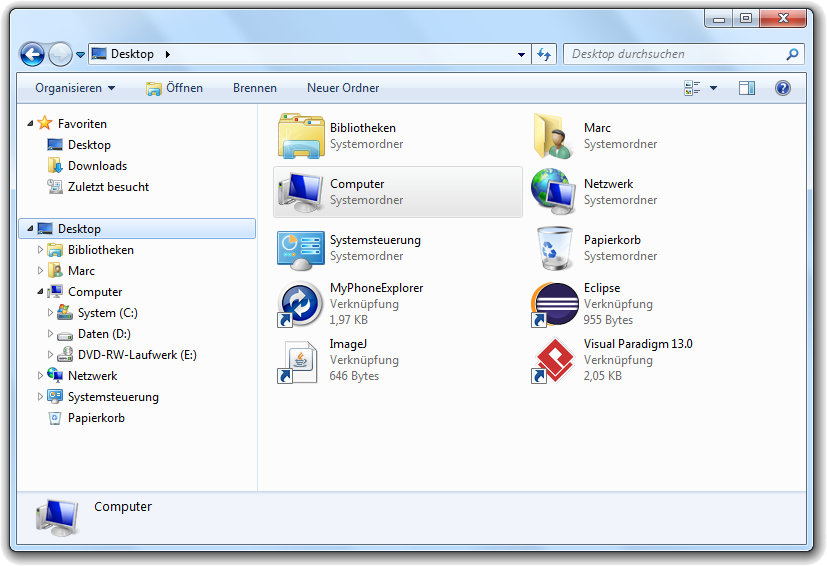 Desktop
Desktop durchsuchen
Organisieren
Öffnen
Brennen
Neuer Ordner
?
Favoriten
Desktop
Downloads
Zuletzt besucht
Desktop
Bibliotheken
Marc
Computer
System (C:)
Daten (D:)
DVD-RW-Laufwerk (E:)
Netzwerk
Systemsteuerung
Papierkorb
Bibliotheken
Systemordner
Marc
Systemordner
Computer
Systemordner
Netzwerk
Systemordner
Systemsteuerung
Systemordner
Papierkorb
Systemordner
MyPhoneExplorer
Verknüpfung
1,97 KB
Eclipse
Verknüpfung
955 Bytes
ImageJ
Verknüpfung
646 Bytes
Visual Paradigm 13.0
Verknüpfung
2,05 KB
Computer